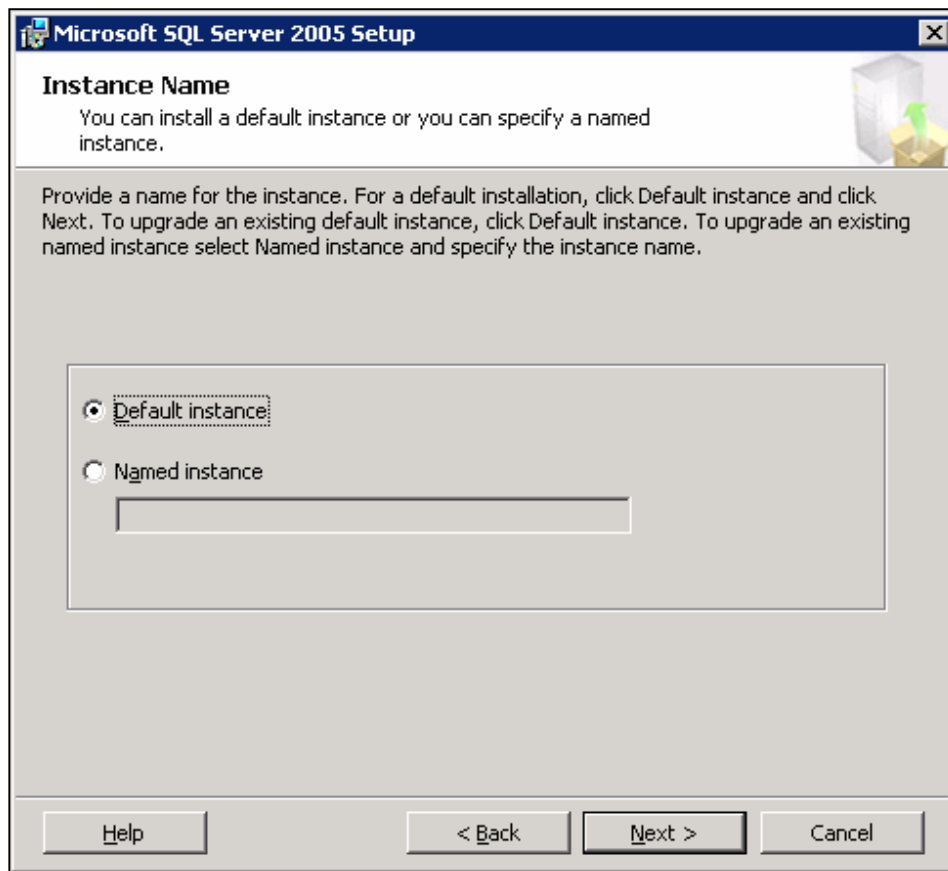 Microsoft SQL Server 2005 Setup
Instance Name
You can install a default instance or you can specify a named
instance.
Provide a name for the instance. For a default installation, click Default instance and click
Next. To upgrade an existing default instance, click Default instance. To upgrade an existing
named instance select Named instance and specify the instance name.
Default instance
Named instance
Help
< Back
Next >
Cancel